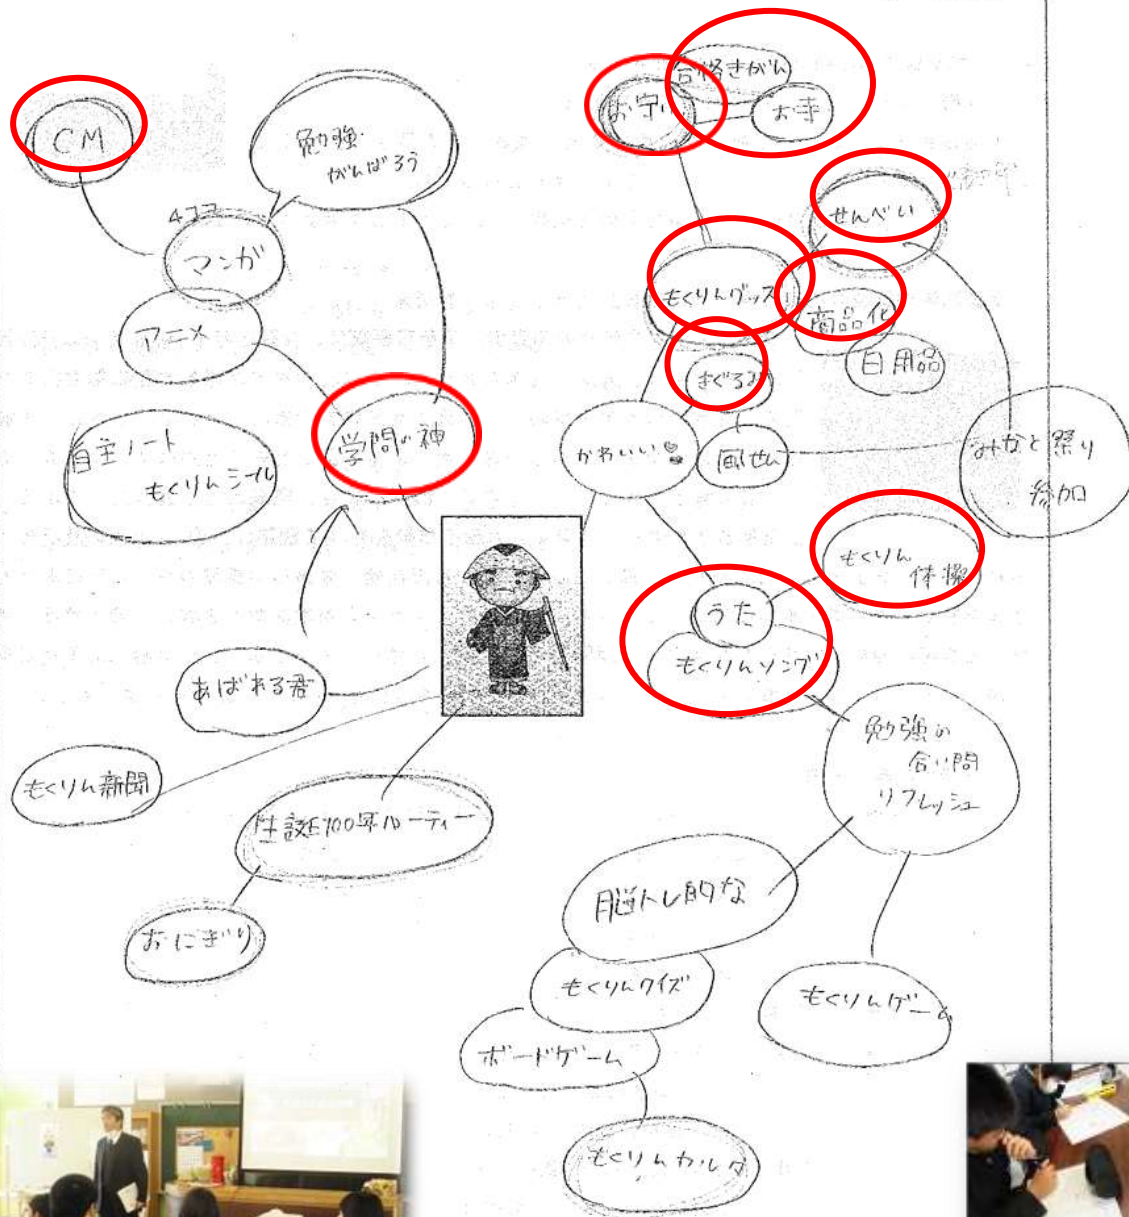 合格きがん
お守り
お寺
CM
勉強
がんばろう
せんべい
4コマ
マンガ
もくりんグッズ
商品化
アニメ
日用品
きぐるみ
学問の神
かわいい
風せん
みなと祭り
参加
自主ノート
もくりんシール
もくりん
体操
うた
もくりんソング
あばれる君
勉強の
合い間
リフレッシュ
もくりん新聞
生誕700年パーティー
脳トレ的な
おにぎり
もくりんクイズ
もくりんゲーム
ボードゲーム
もくりんカルタ